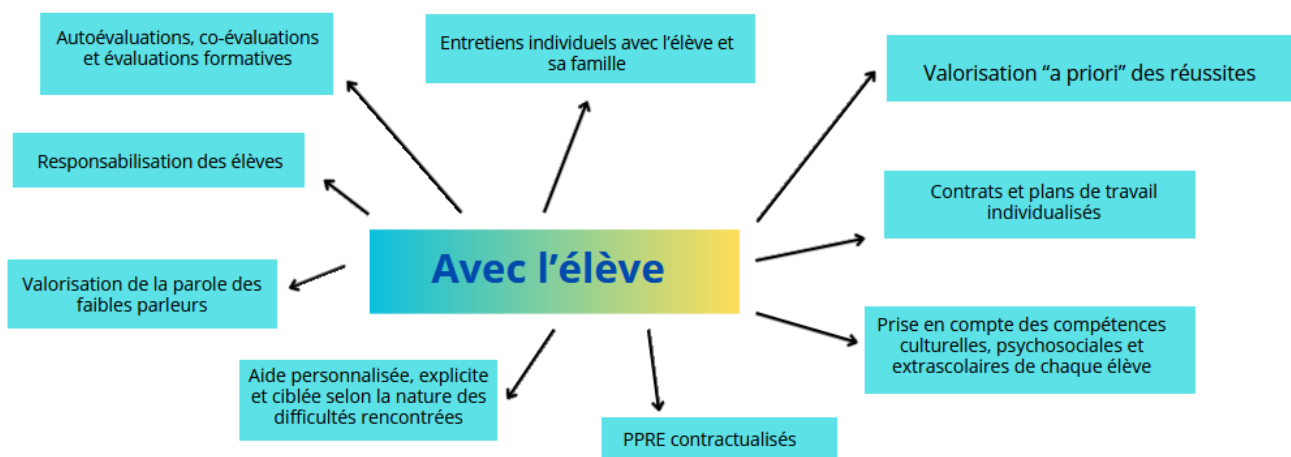 Autoévaluations, co-évaluations
et évaluations formatives
Entretiens individuels avec l'élève et
sa famille
Valorisation “a priori” des réussites
Responsabilisation des élèves
Contrats et plans de travail
individualisés
Avec l'élève
Valorisation de la parole des
faibles parleurs
Prise en compte des compétences
culturelles, psychosociales et
extrascolaires de chaque élève
Aide personnalisée, explicite
et ciblée selon la nature des
difficultés rencontrées
PPRE contractualisés